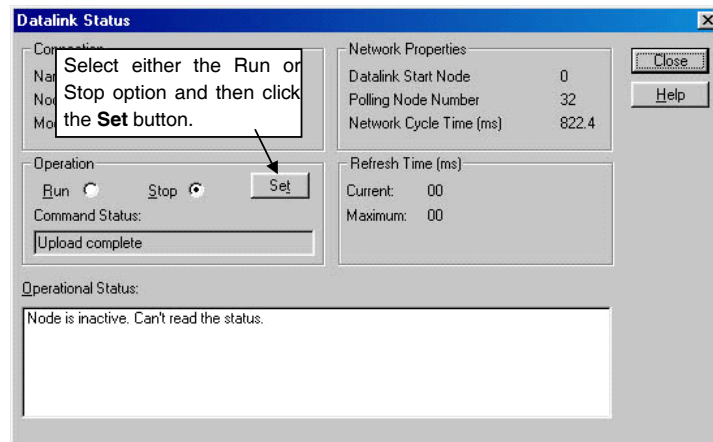 Datalink Status
Select either the Run or
Stop option and then click
the Set button.
Network Properties
Datalink Start Node 0
Polling Node Number 32
Network Cycle Time (ms) 822.4
Close
Help
Operation
Run Stop Set
Command Status:
Upload complete
Refresh Time (ms)
Current: 00
Maximum: 00
Operational Status:
Node is inactive. Can't read the status.